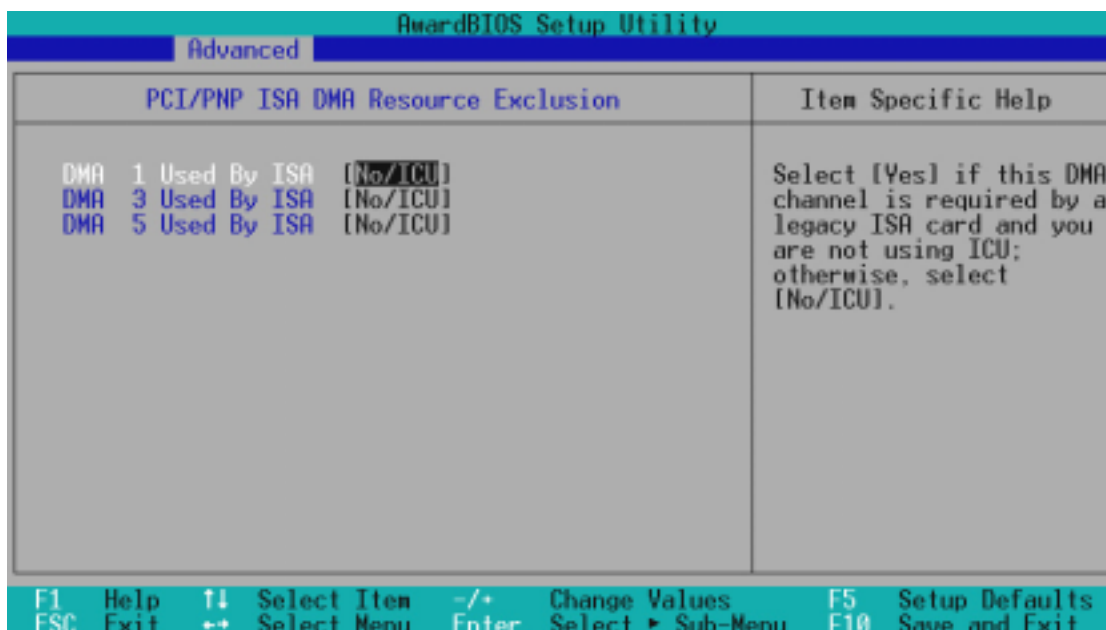 AwardBIOS Setup Utility
Advanced
PCI/PNP ISA DMA Resource Exclusion
DMA 1 Used By ISA [No/ICU]
DMA 3 Used By ISA [No/ICU]
DMA 5 Used By ISA [No/ICU]
Item Specific Help
Select [Yes] if this DMA
channel is required by a
legacy ISA card and you
are not using ICU;
otherwise, select
[No/ICU].
F1 Help ↑↓ Select Item -/+ Change Values F5 Setup Defaults
ESC Exit ←→ Select Menu Enter Select ► Sub-Menu F10 Save and Exit